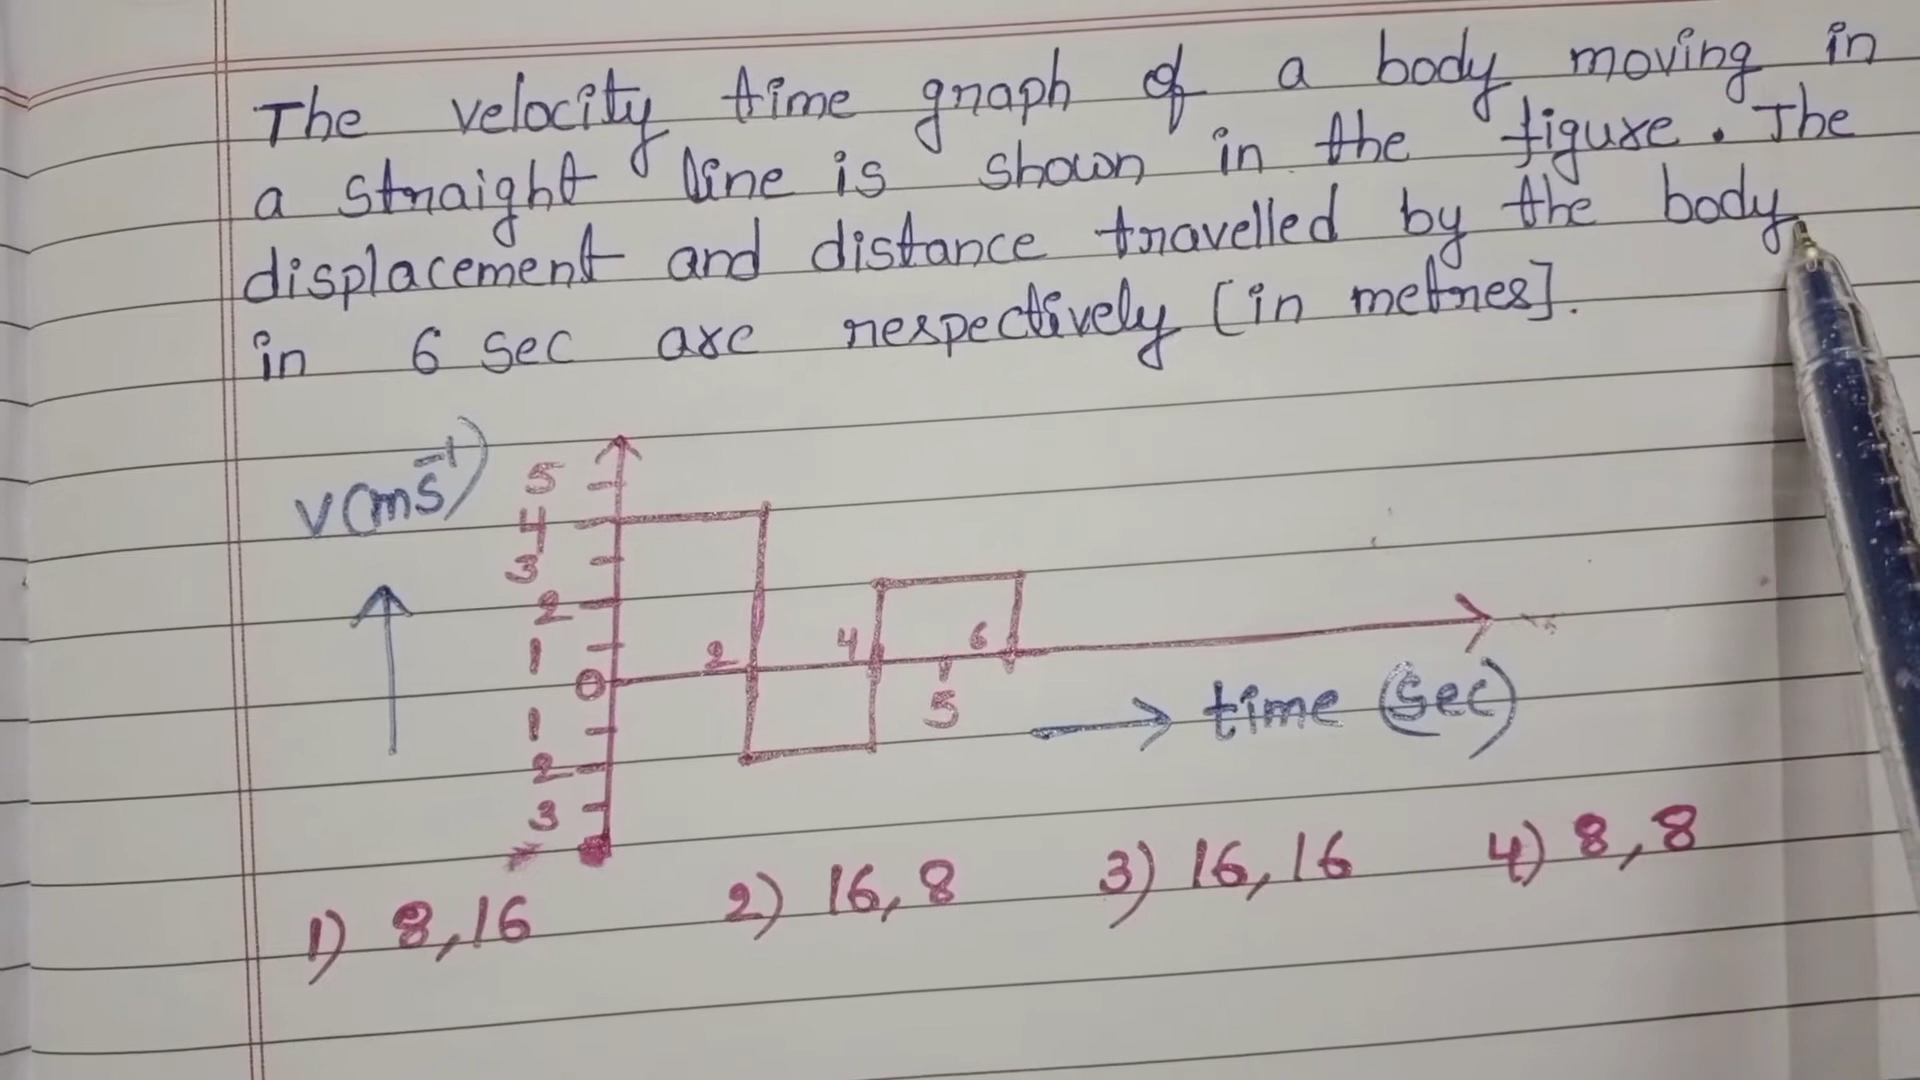 The velocity time graph of a body moving in
a straight line is shown in the figure. The
displacement and distance travelled by the body
in 6 sec are respectively [in metres].
V(ms⁻¹)
5
4
3
2
1
0
1
2
3
2 4 6
5
time (sec)
1) 8,16 2) 16,8 3) 16,16 4) 8,8